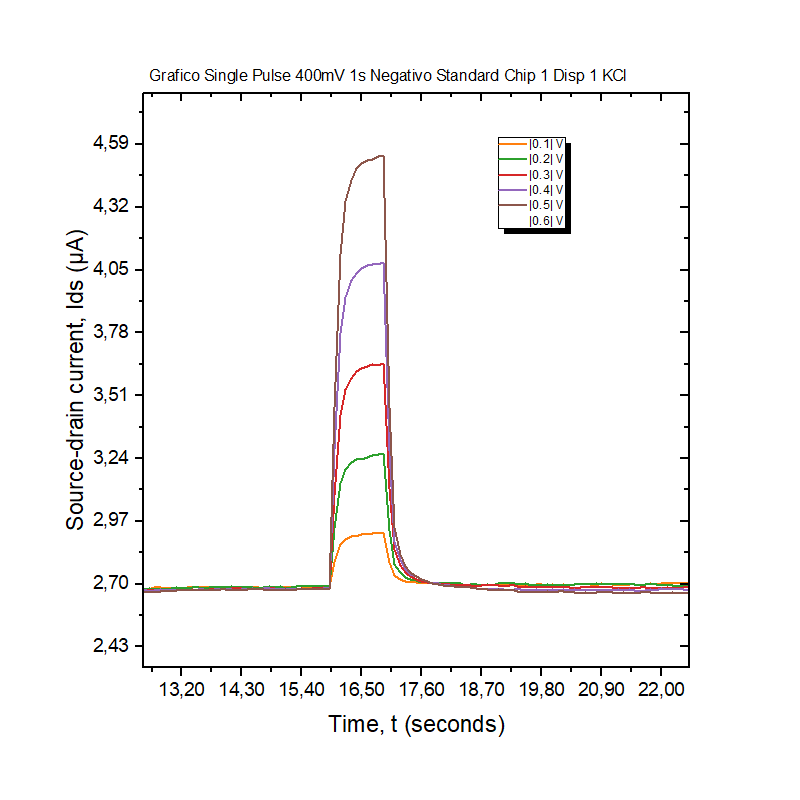 Grafico Single Pulse 400mV 1s Negativo Standard Chip 1 Disp 1 KCl
4,59
4,32
4,05
3,78
3,51
3,24
2,97
2,70
2,43
Source-drain current, Ids (µA)
|0.1| V
|0.2| V
|0.3| V
|0.4| V
|0.5| V
|0.6| V
13,20 14,30 15,40 16,50 17,60 18,70 19,80 20,90 22,00
Time, t (seconds)